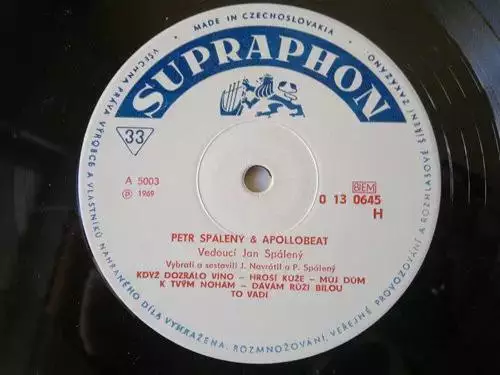 MADE IN CZECHOSLOVAKIA
SUPRAPHON
33
A 5003
℗ 1969
BIEM
0 13 0645
H
PETR SPÁLENÝ & APOLLOBEAT
Vedoucí Jan Spálený
Vybrali a sestavili J. Navrátil a P. Spálený
KDYŽ DOZRÁLO VÍNO – HROŠÍ KŮŽE – MŮJ DŮM
K TVÝM NOHÁM – DÁVÁM RŮŽI BÍLOU
TO VADÍ
VŠECHNA PRÁVA VÝROBCE A VLASTNÍKŮ NAHRANÉHO DÍLA VYHRAZENA. ROZMNOŽOVÁNÍ, VEŘEJNÉ PROVOZOVÁNÍ A ROZHLASOVÉ ŠÍŘENÍ ZAKÁZÁNO